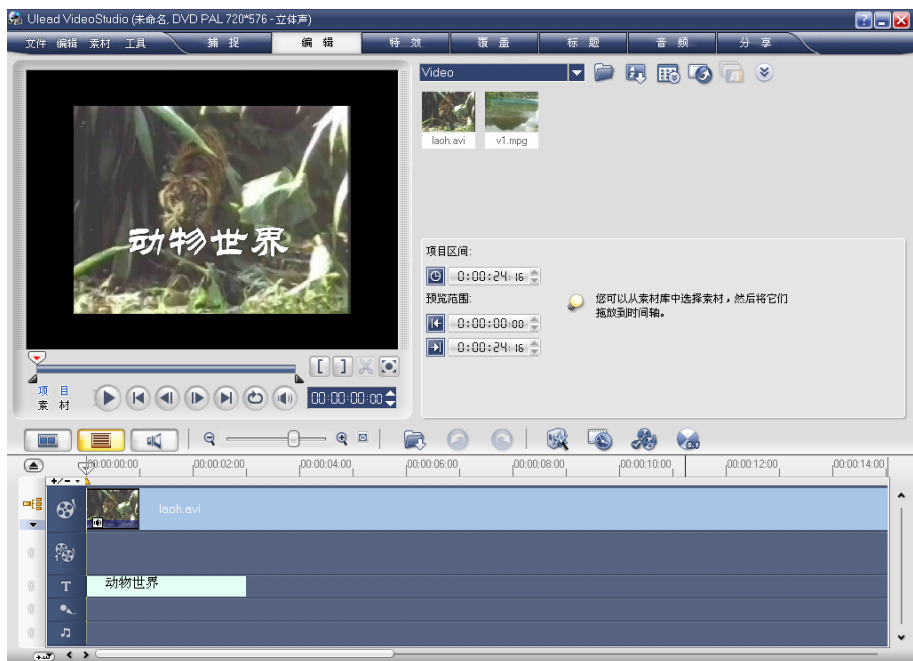 Ulead VideoStudio (未命名, DVD PAL 720*576 - 立体声)
文件 编辑 素材 工具 捕捉 编辑 特效 覆盖 标题 音频 分享
Video
laoh.avi v1.mpg
动物世界
项目区间:
0:00:24:16
预览范围:
0:00:00:00
0:00:24:16
您可以从素材库中选择素材，然后将它们
拖放到时间轴。
项目
素材
00:00:00:00
00:00:00:00 00:00:02:00 00:00:04:00 00:00:06:00 00:00:08:00 00:00:10:00 00:00:12:00 00:00:14:00
laoh.avi
动物世界